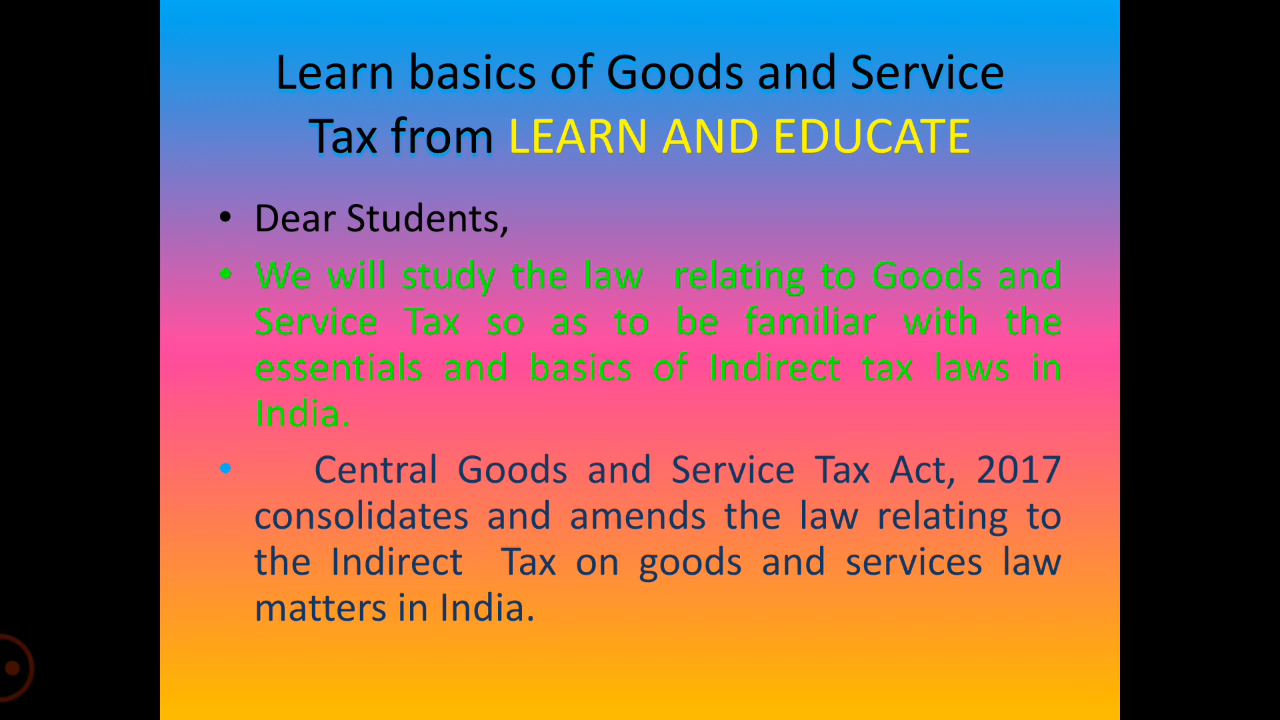 Learn basics of Goods and Service
Tax from LEARN AND EDUCATE
• Dear Students,
• We will study the law relating to Goods and
Service Tax so as to be familiar with the
essentials and basics of Indirect tax laws in
India.
• Central Goods and Service Tax Act, 2017
consolidates and amends the law relating to
the Indirect Tax on goods and services law
matters in India.